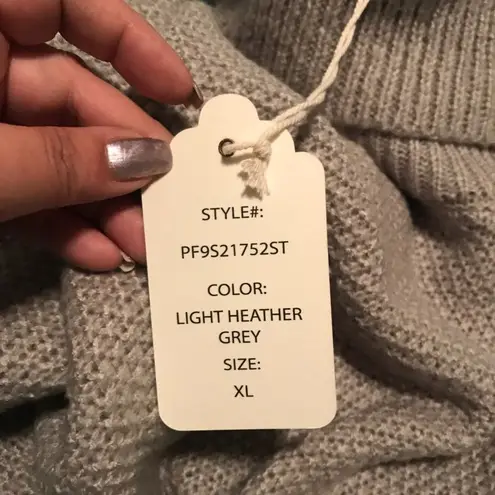 STYLE#:
PF9S21752ST
COLOR:
LIGHT HEATHER
GREY
SIZE:
XL